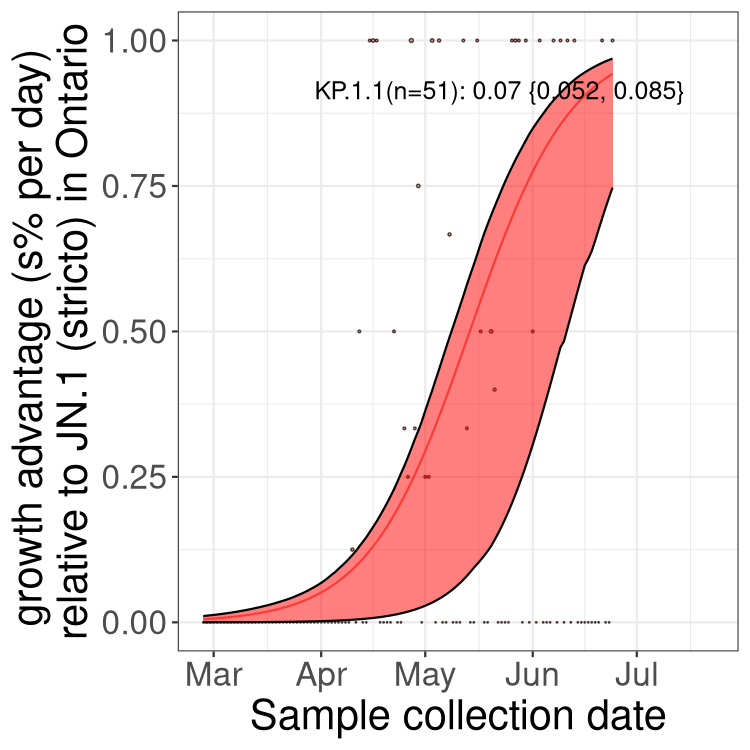 growth advantage (s% per day)
relative to JN.1 (stricto) in Ontario
1.00
0.75
0.50
0.25
0.00
KP.1.1(n=51): 0.07 {0.052, 0.085}
Mar Apr May Jun Jul
Sample collection date